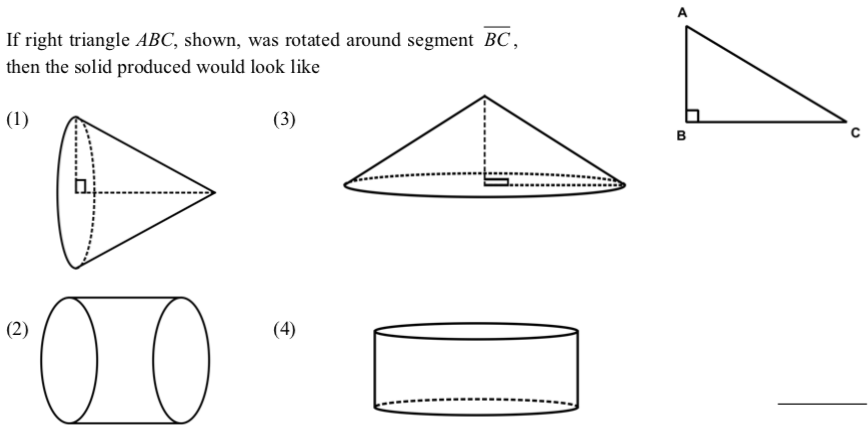 If right triangle ABC, shown, was rotated around segment BC,
then the solid produced would look like
(1)
(3)
(2)
(4)
A
B
C